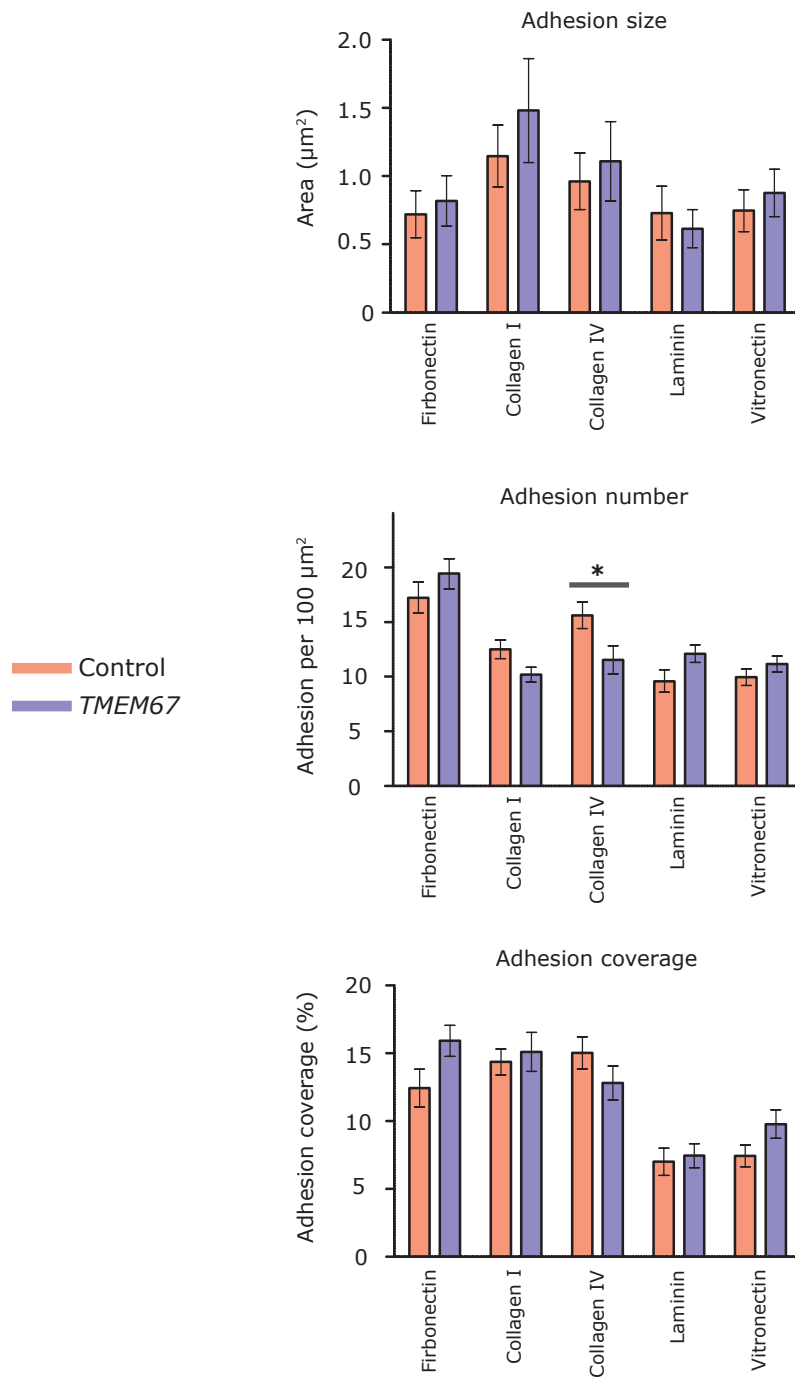 Adhesion size
Area (µm²)
2.0
1.5
1.0
0.5
0
Firbonectin
Collagen I
Collagen IV
Laminin
Vitronectin
Adhesion number
Adhesion per 100 µm²
20
15
10
5
0
*
Firbonectin
Collagen I
Collagen IV
Laminin
Vitronectin
Control
TMEM67
Adhesion coverage
Adhesion coverage (%)
20
15
10
5
0
Firbonectin
Collagen I
Collagen IV
Laminin
Vitronectin